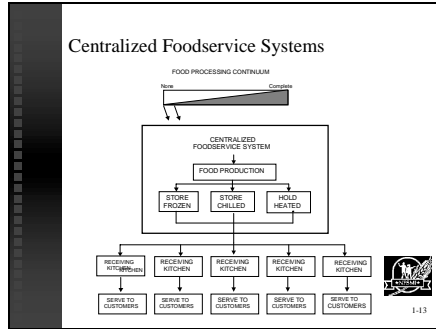 Centralized Foodservice Systems
FOOD PROCESSING CONTINUUM
None
Complete
CENTRALIZED
FOODSERVICE SYSTEM
FOOD PRODUCTION
STORE
FROZEN
STORE
CHILLED
HOLD
HEATED
RECEIVING
KITCHEN
KITCHEN
RECEIVING
KITCHEN
RECEIVING
KITCHEN
RECEIVING
KITCHEN
RECEIVING
KITCHEN
SERVE TO
CUSTOMERS
SERVE TO
CUSTOMERS
SERVE TO
CUSTOMERS
SERVE TO
CUSTOMERS
SERVE TO
CUSTOMERS
NFSMI
1-13